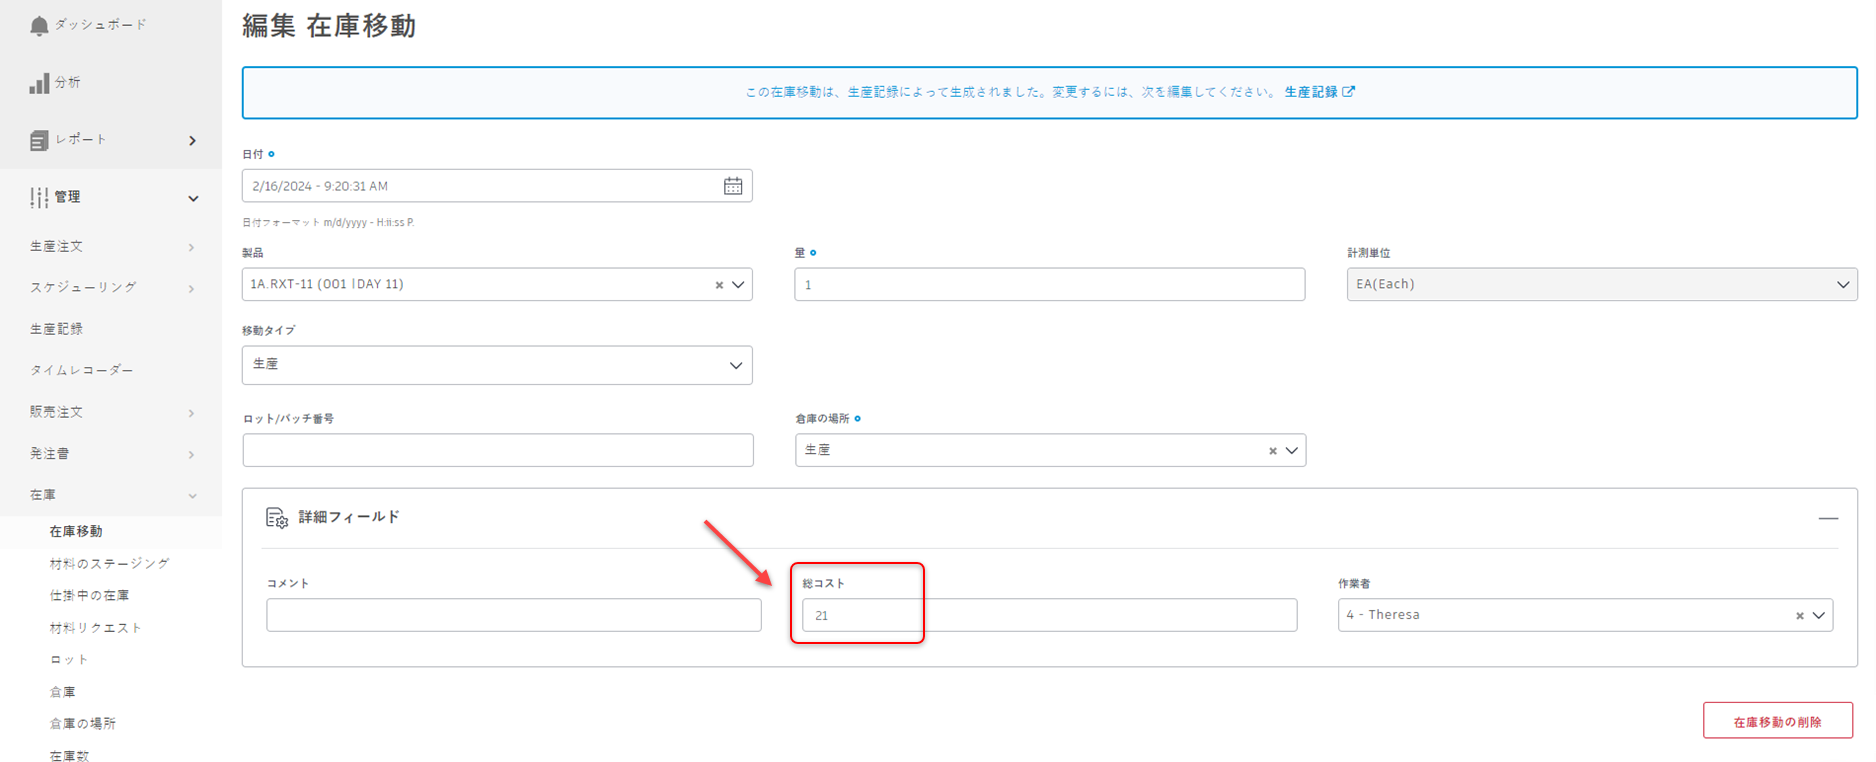 ダッシュボード
分析
レポート
管理
生産注文
スケジューリング
生産記録
タイムレコーダー
販売注文
発注書
在庫
在庫移動
材料のステージング
仕掛中の在庫
材料リクエスト
ロット
倉庫
倉庫の場所
在庫数
編集 在庫移動
この在庫移動は、生産記録によって生成されました。変更するには、次を編集してください。 生産記録
日付
2/16/2024 - 9:20:31 AM
日付フォーマット m/d/yyyy - H:ii:ss P.
製品
1A.RXT-11 (001 |DAY 11)
量
1
計測単位
EA(Each)
移動タイプ
生産
ロット/バッチ番号
倉庫の場所
生産
詳細フィールド
コメント
総コスト
21
作業者
4 - Theresa
在庫移動の削除